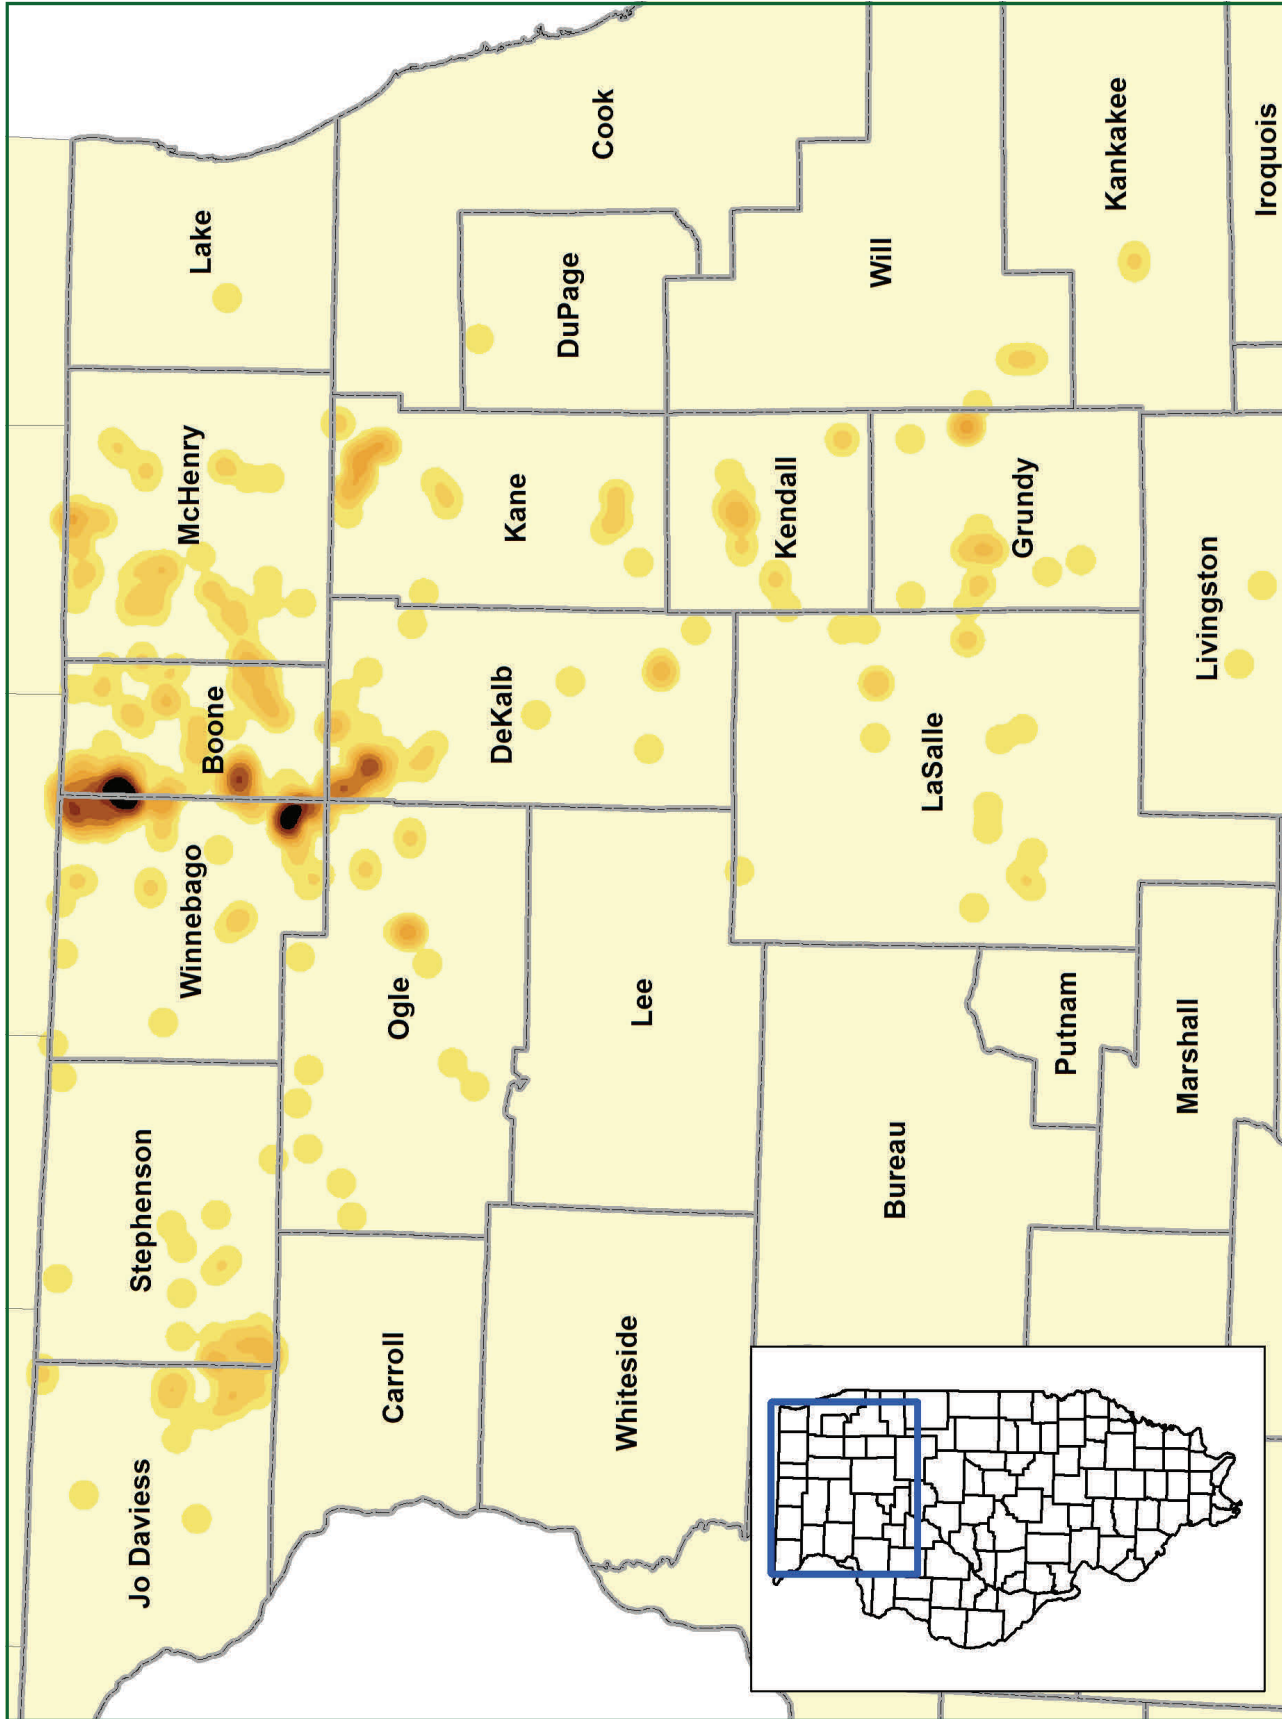 Jo Daviess
Stephenson
Winnebago
Boone
McHenry
Lake
Carroll
Ogle
DeKalb
Kane
DuPage
Cook
Whiteside
Lee
Kendall
Will
Bureau
LaSalle
Grundy
Kankakee
Putnam
Marshall
Livingston
Iroquois